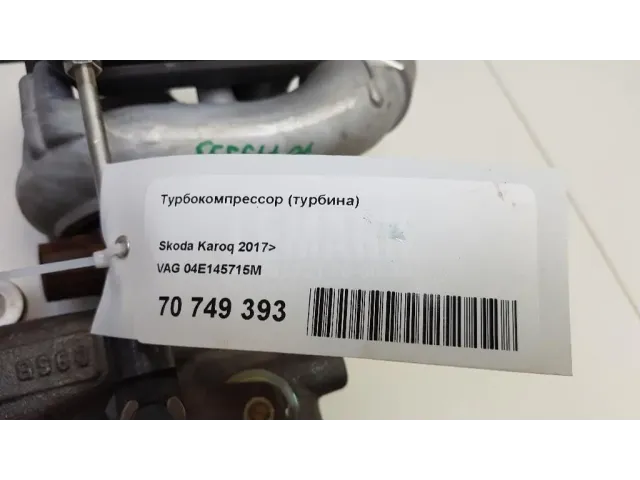 Турбокомпрессор (турбина)
Skoda Karoq 2017>
VAG 04E145715M
70 749 393